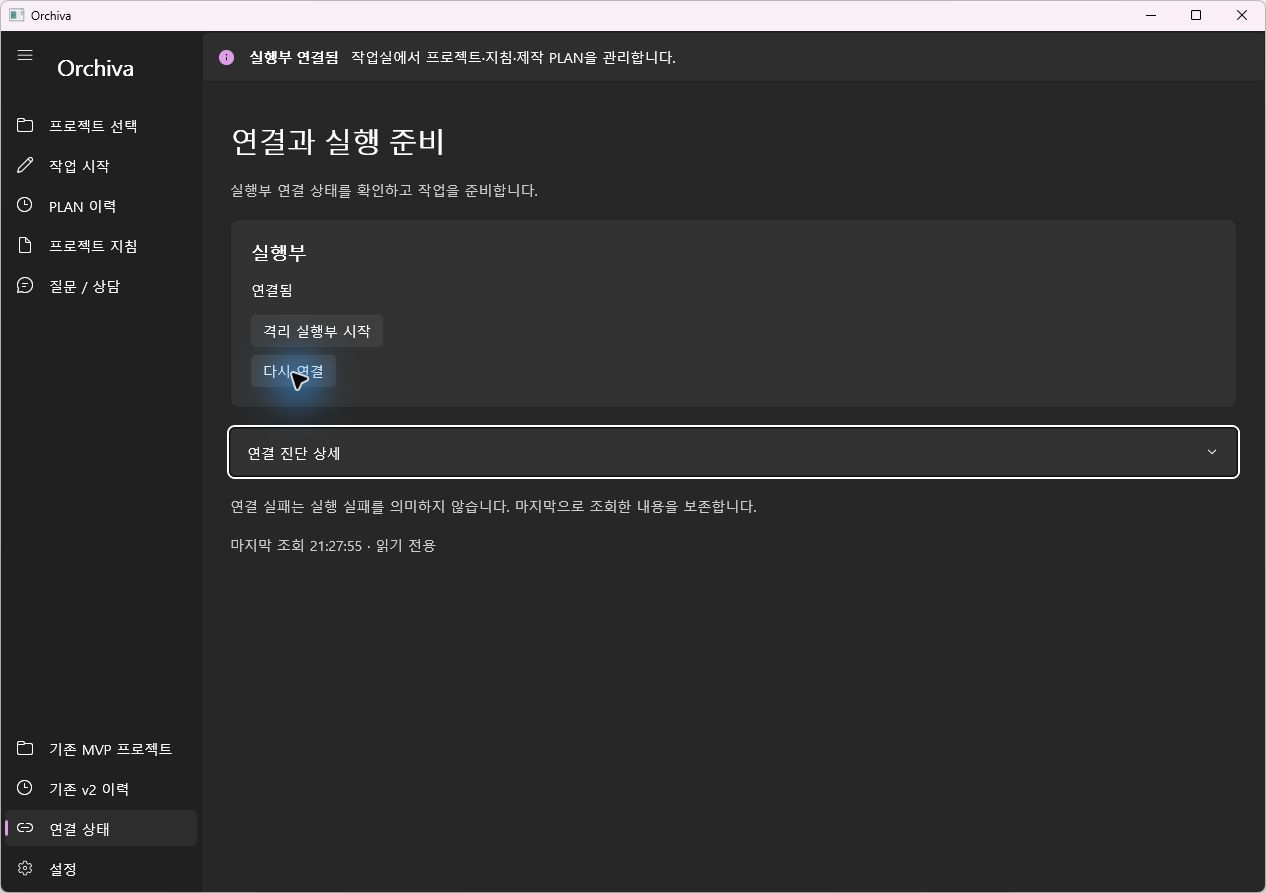 Orchiva
Orchiva
프로젝트 선택
작업 시작
PLAN 이력
프로젝트 지침
질문 / 상담
기존 MVP 프로젝트
기존 v2 이력
연결 상태
설정
실행부 연결됨 작업실에서 프로젝트·지침·제작 PLAN을 관리합니다.
연결과 실행 준비
실행부 연결 상태를 확인하고 작업을 준비합니다.
실행부
연결됨
격리 실행부 시작
다시 연결
연결 진단 상세
연결 실패는 실행 실패를 의미하지 않습니다. 마지막으로 조회한 내용을 보존합니다.
마지막 조회 21:27:55 · 읽기 전용